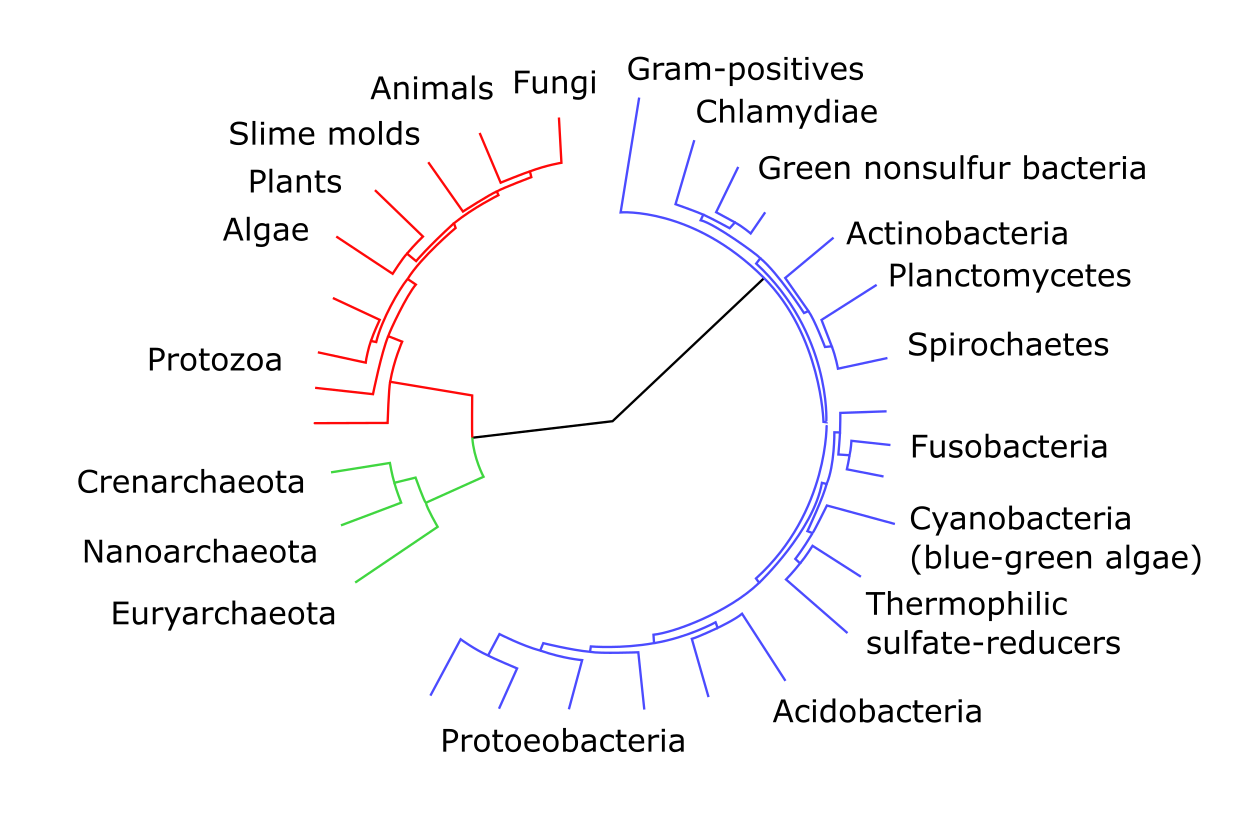 Gram-positives
Animals Fungi
Chlamydiae
Slime molds
Green nonsulfur bacteria
Plants
Algae
Actinobacteria
Planctomycetes
Spirochaetes
Protozoa
Fusobacteria
Crenarchaeota
Cyanobacteria
(blue-green algae)
Nanoarchaeota
Thermophilic
sulfate-reducers
Euryarchaeota
Acidobacteria
Protoeobacteria